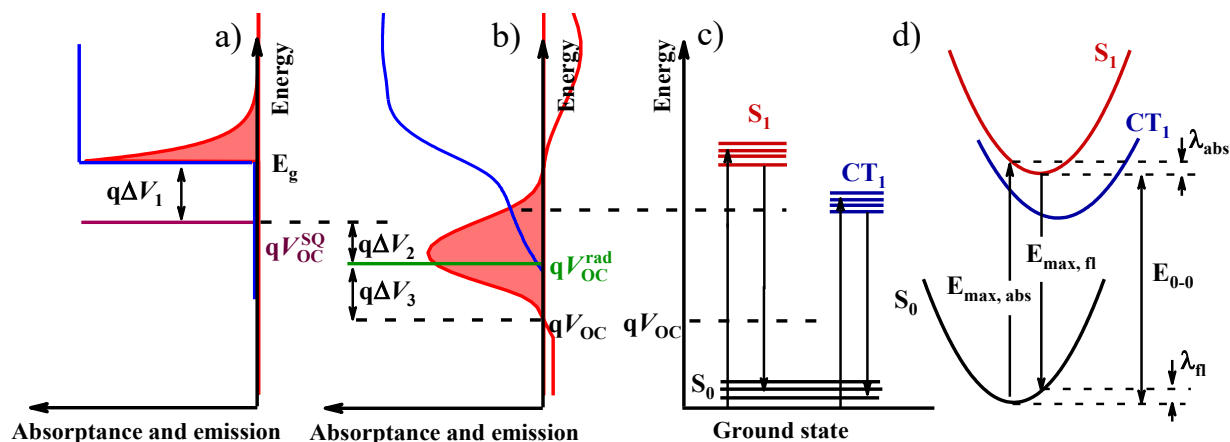 a)
Energy
E_g
qΔV_1
qV_OC^SQ
Absorptance and emission
b)
Energy
qΔV_2
qV_OC^rad
qΔV_3
qV_OC
Absorptance and emission
c)
Energy
S_1
CT_1
qV_OC
S_0
Ground state
d)
S_1
CT_1
λ_abs
E_max, fl
E_max, abs
E_0-0
S_0
λ_fl